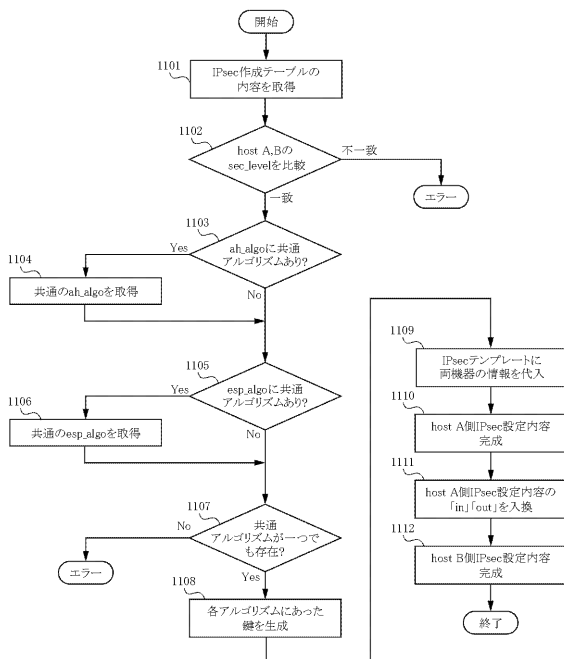 開始
1101
IPsec作成テーブルの
内容を取得
1102
host A,Bの
sec_levelを比較
不一致
エラー
一致
1103
ah_algoに共通
アルゴリズムあり?
Yes
1104
共通のah_algoを取得
No
1105
esp_algoに共通
アルゴリズムあり?
Yes
1106
共通のesp_algoを取得
No
1107
共通
アルゴリズムが一つで
も存在?
No
エラー
Yes
1108
各アルゴリズムにあった
鍵を生成
1109
IPsecテンプレートに
両機器の情報を代入
1110
host A側IPsec設定内容
完成
1111
host A側IPsec設定内容の
「in」「out」を入換
1112
host B側IPsec設定内容
完成
終了